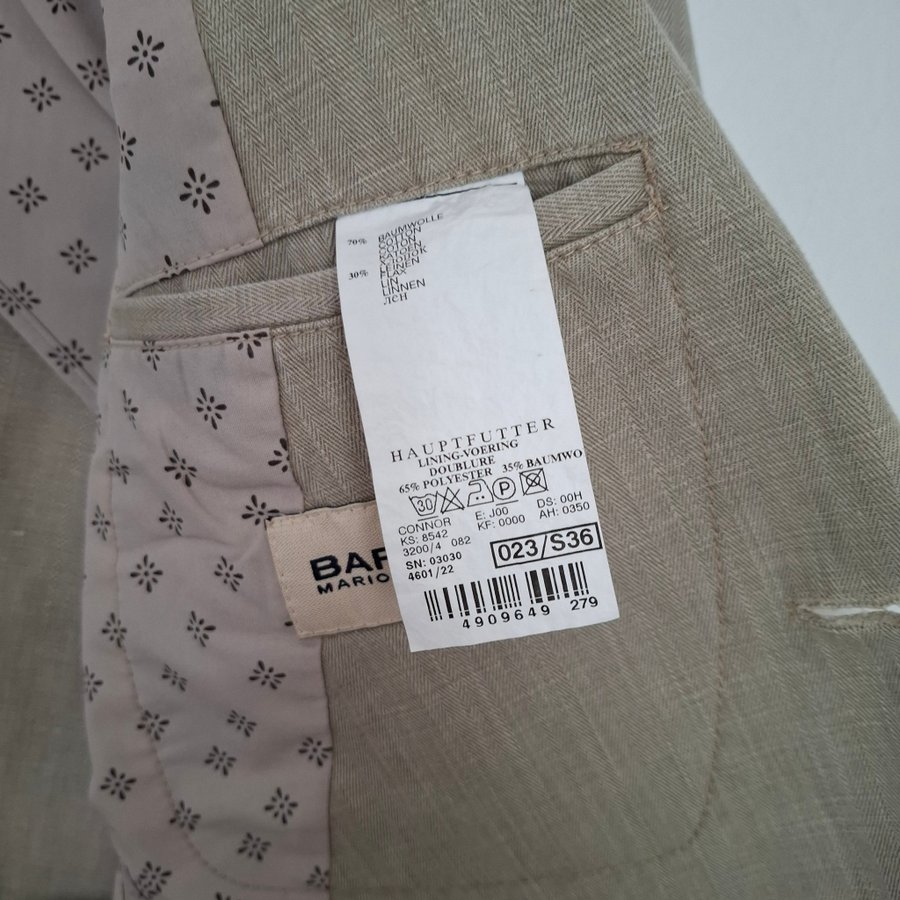 70% BAUMWOLLE
COTTON
COTON
KATOEN
ХЛОПОК
30% LEINEN
FLAX
LIN
LINNEN
ЛЕН
HAUPTFUTTER
LINING-VOERING
DOUBLURE
65% POLYESTER 35% BAUMWO
30 P
CONNOR E: J00 DS: 00H
KS: 8542 KF: 0000 AH: 0350
3200/4 082
SN: 03030 023/S36
4601/22
4909649 279
MARIO